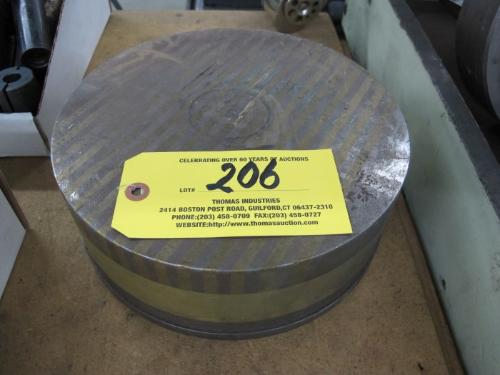 CELEBRATING OVER 60 YEARS OF AUCTIONS
LOT# 206
THOMAS INDUSTRIES
2414 BOSTON POST ROAD, GUILFORD,CT 06437-2310
PHONE:(203) 458-0709 FAX:(203) 458-0727
WEBSITE:http://www.thomasauction.com